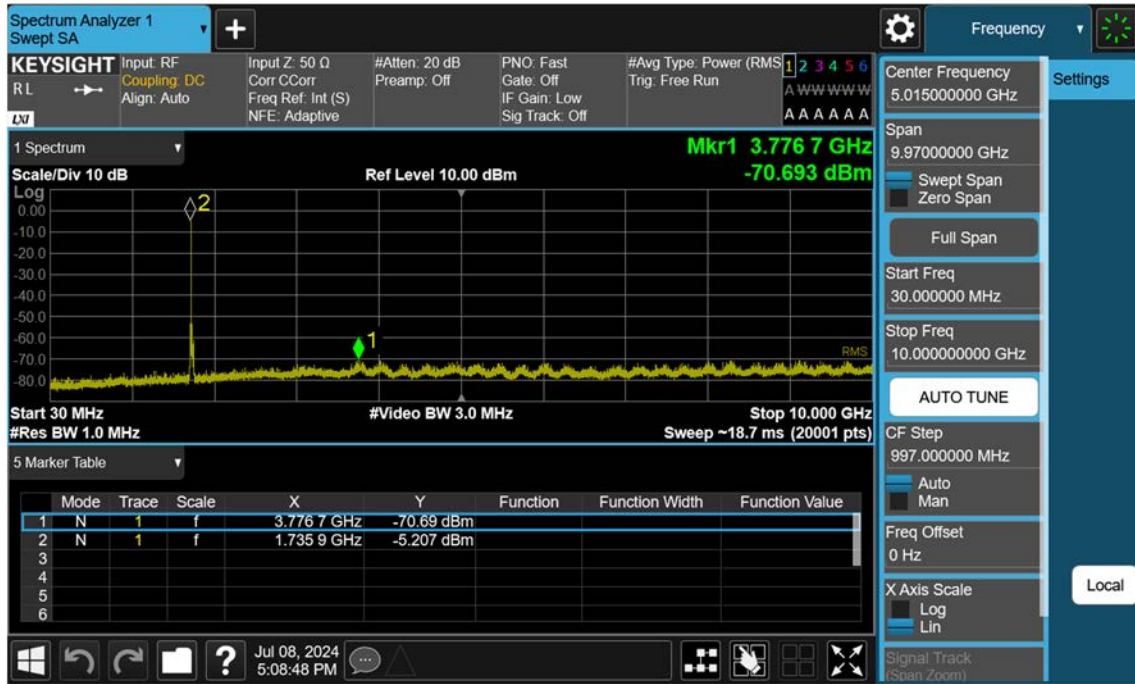 Spectrum Analyzer 1
Swept SA
+
Frequency
KEYSIGHT
RL
LXI
Input: RF
Coupling: DC
Align: Auto
Input Z: 50 Ω
Corr CCorr
Freq Ref: Int (S)
NFE: Adaptive
#Atten: 20 dB
Preamp: Off
PNO: Fast
Gate: Off
IF Gain: Low
Sig Track: Off
#Avg Type: Power (RMS
Trig: Free Run
1 2 3 4 5 6
A W W W W W
A A A A A A
1 Spectrum
Mkr1 3.776 7 GHz
-70.693 dBm
Scale/Div 10 dB
Ref Level 10.00 dBm
Log
0.00
-10.0
-20.0
-30.0
-40.0
-50.0
-60.0
-70.0
-80.0
2
1
RMS
Start 30 MHz
#Video BW 3.0 MHz
Stop 10.000 GHz
#Res BW 1.0 MHz
Sweep ~18.7 ms (20001 pts)
5 Marker Table
Mode Trace Scale X Y Function Function Width Function Value
1 N 1 f 3.776 7 GHz -70.69 dBm
2 N 1 f 1.735 9 GHz -5.207 dBm
3
4
5
6
?
Jul 08, 2024
5:08:48 PM
Center Frequency
5.015000000 GHz
Settings
Span
9.97000000 GHz
Swept Span
Zero Span
Full Span
Start Freq
30.000000 MHz
Stop Freq
10.000000000 GHz
AUTO TUNE
CF Step
997.000000 MHz
Auto
Man
Freq Offset
0 Hz
X Axis Scale
Log
Lin
Local
Signal Track
(Span Zoom)